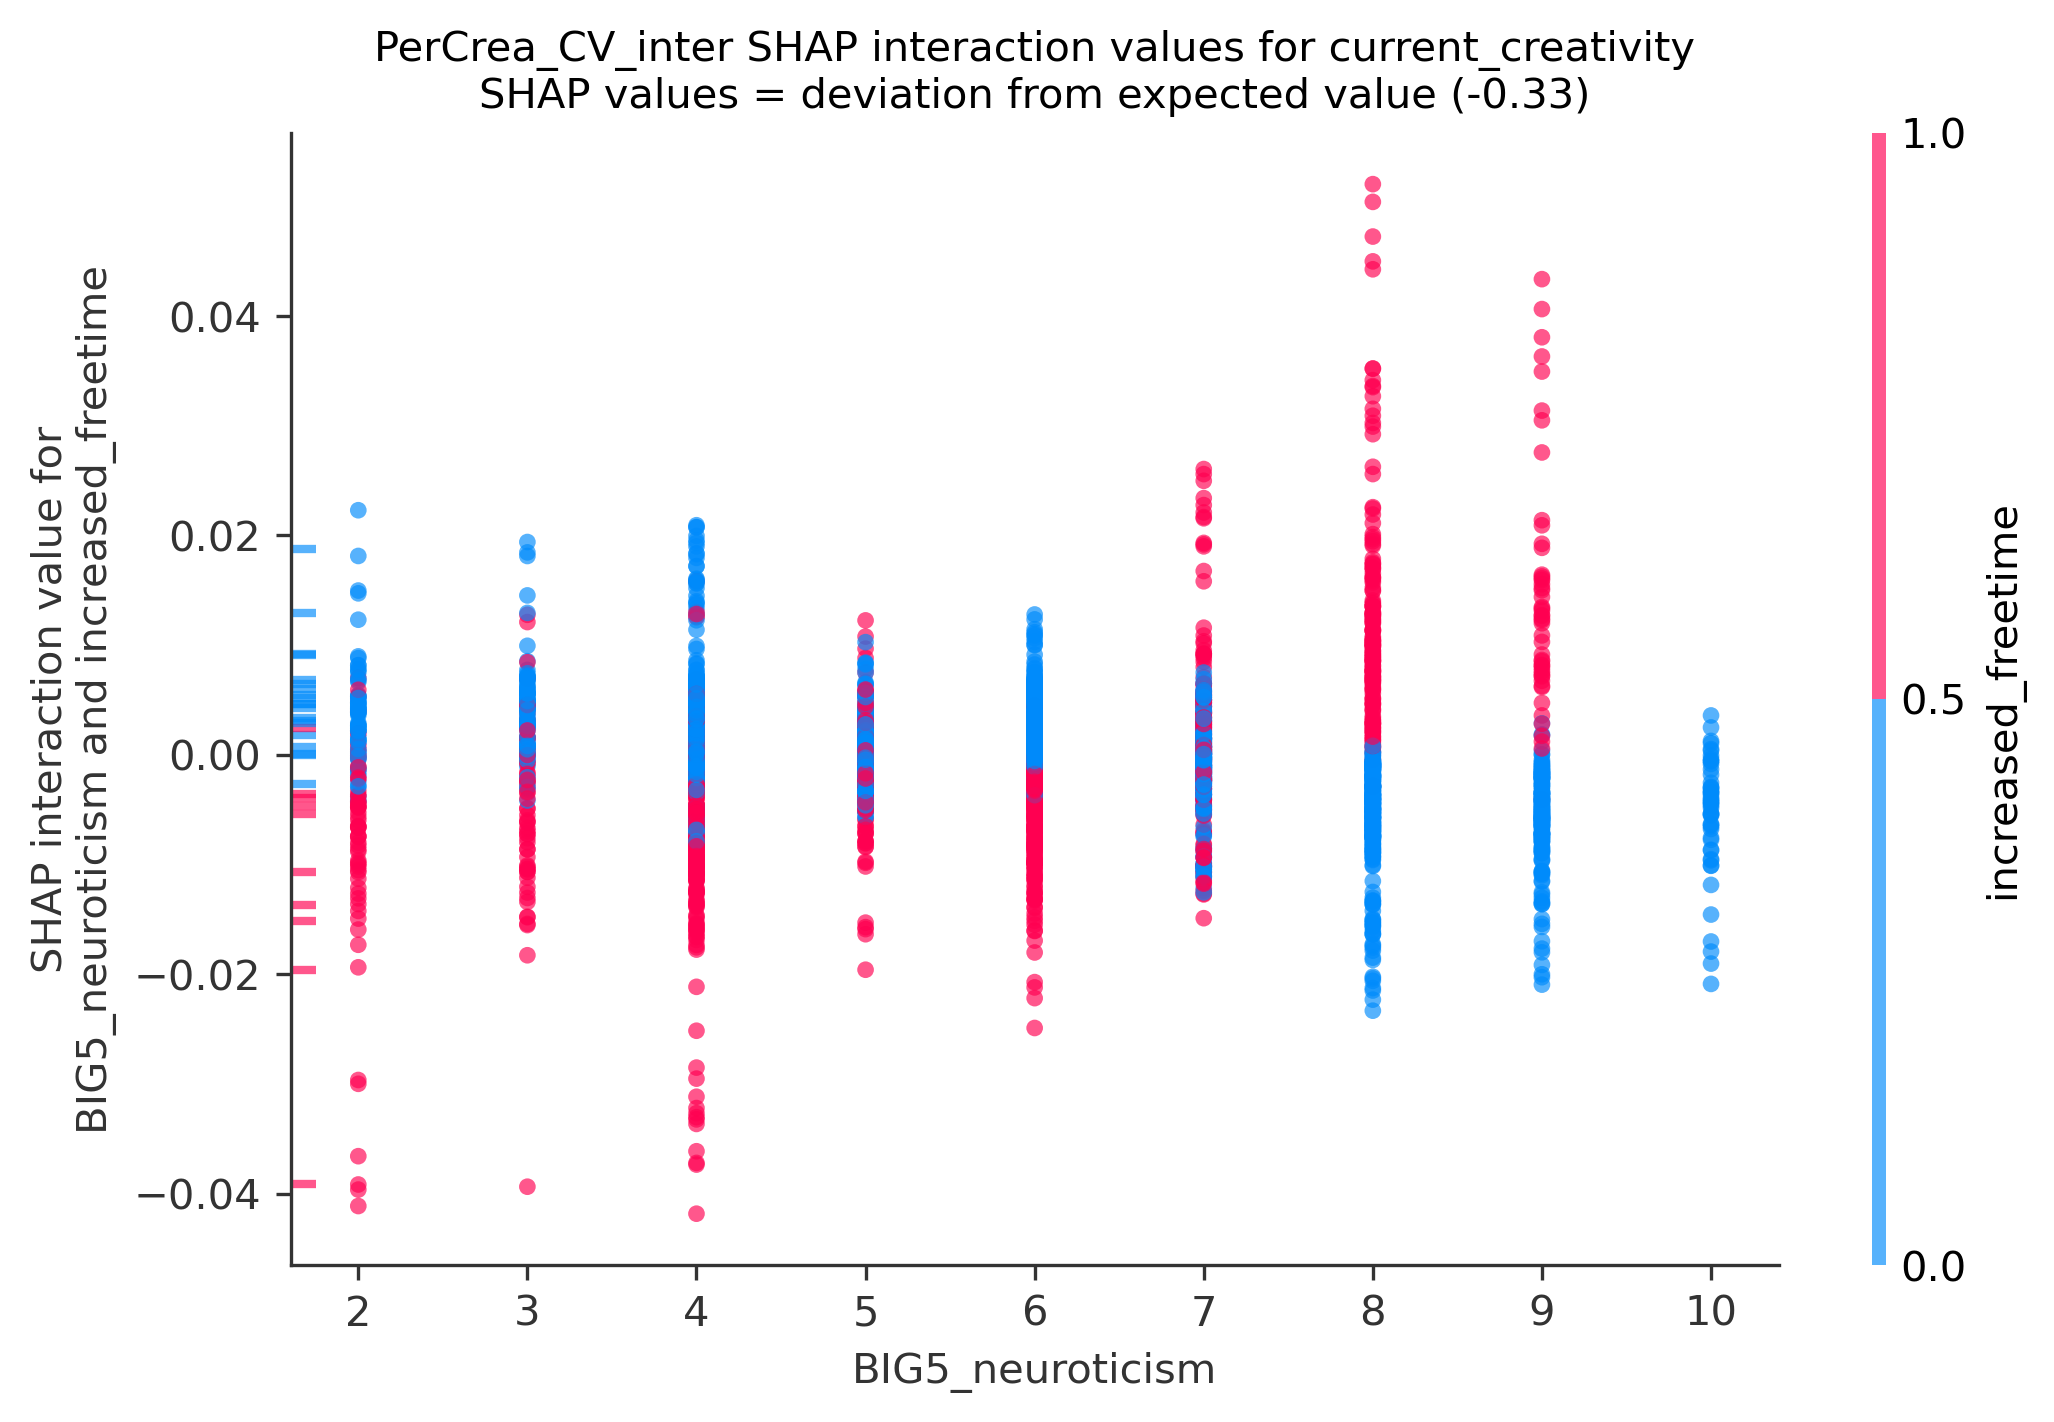 PerCrea_CV_inter SHAP interaction values for current_creativity
SHAP values = deviation from expected value (-0.33)
SHAP interaction value for
BIG5_neuroticism and increased_freetime
0.04
0.02
0.00
−0.02
−0.04
2
3
4
5
6
7
8
9
10
BIG5_neuroticism
1.0
0.5
0.0
increased_freetime